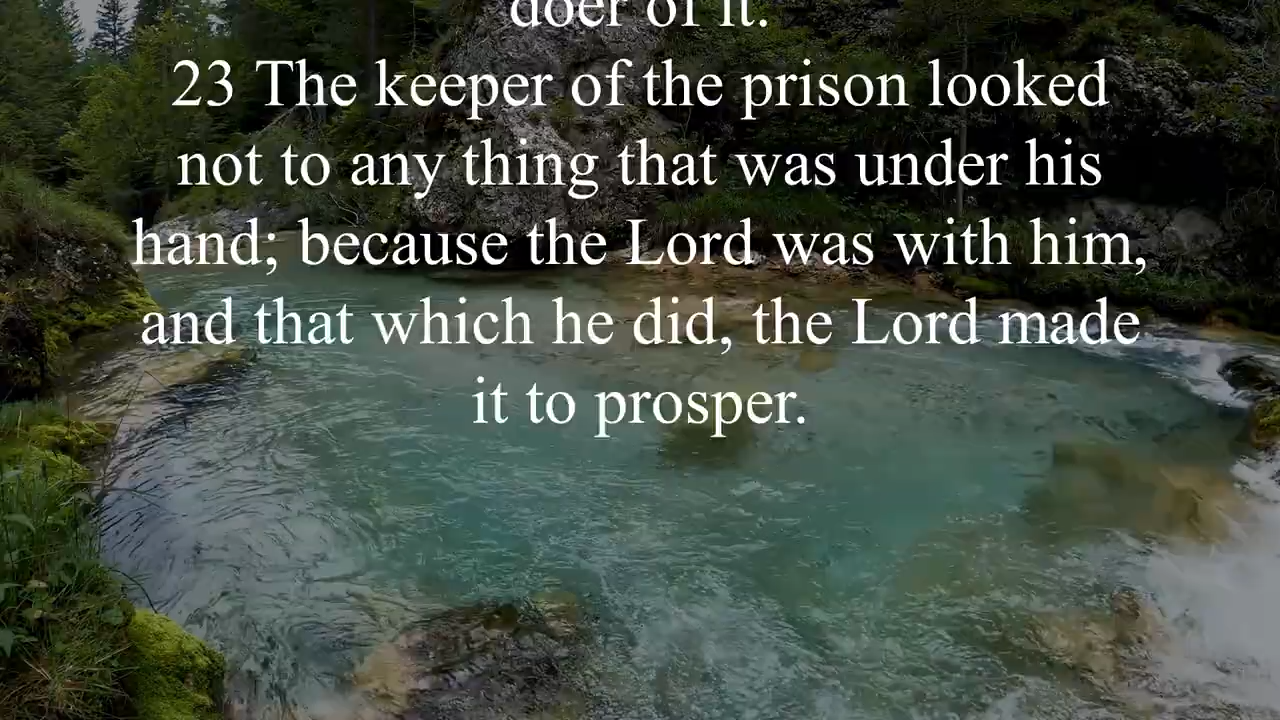 doer of it.
23 The keeper of the prison looked
not to any thing that was under his
hand; because the Lord was with him,
and that which he did, the Lord made
it to prosper.